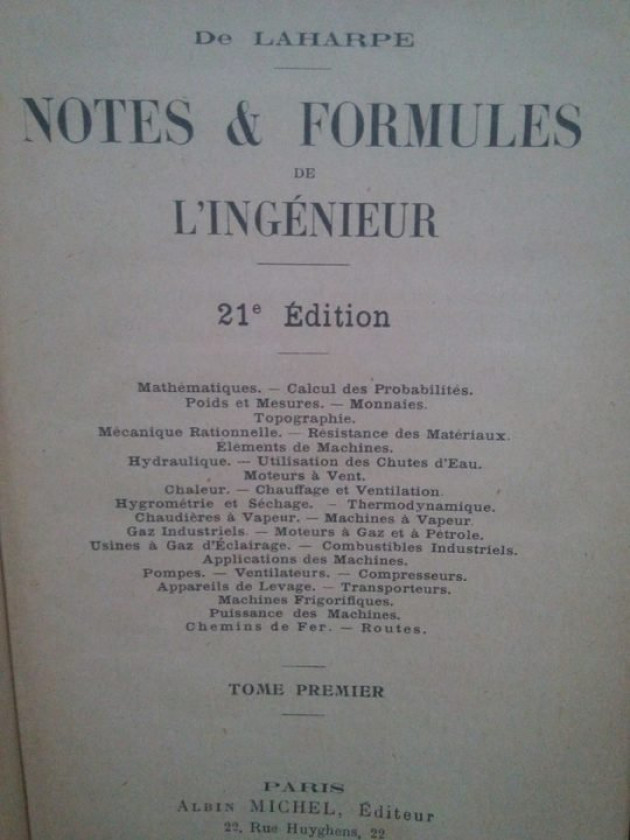 De LAHARPE
NOTES & FORMULES
DE
L'INGÉNIEUR
21e Édition
Mathématiques. — Calcul des Probabilités.
Poids et Mesures. — Monnaies.
Topographie.
Mécanique Rationnelle. — Résistance des Matériaux.
Éléments de Machines.
Hydraulique. — Utilisation des Chutes d'Eau.
Moteurs à Vent.
Chaleur. — Chauffage et Ventilation.
Hygrométrie et Séchage. — Thermodynamique.
Chaudières à Vapeur. — Machines à Vapeur.
Gaz Industriels. — Moteurs à Gaz et à Pétrole.
Usines à Gaz d'Éclairage. — Combustibles Industriels.
Applications des Machines.
Pompes. — Ventilateurs. — Compresseurs.
Appareils de Levage. — Transporteurs.
Machines Frigorifiques.
Puissance des Machines.
Chemins de Fer. — Routes.
TOME PREMIER
PARIS
ALBIN MICHEL, Éditeur
22, Rue Huyghens, 22